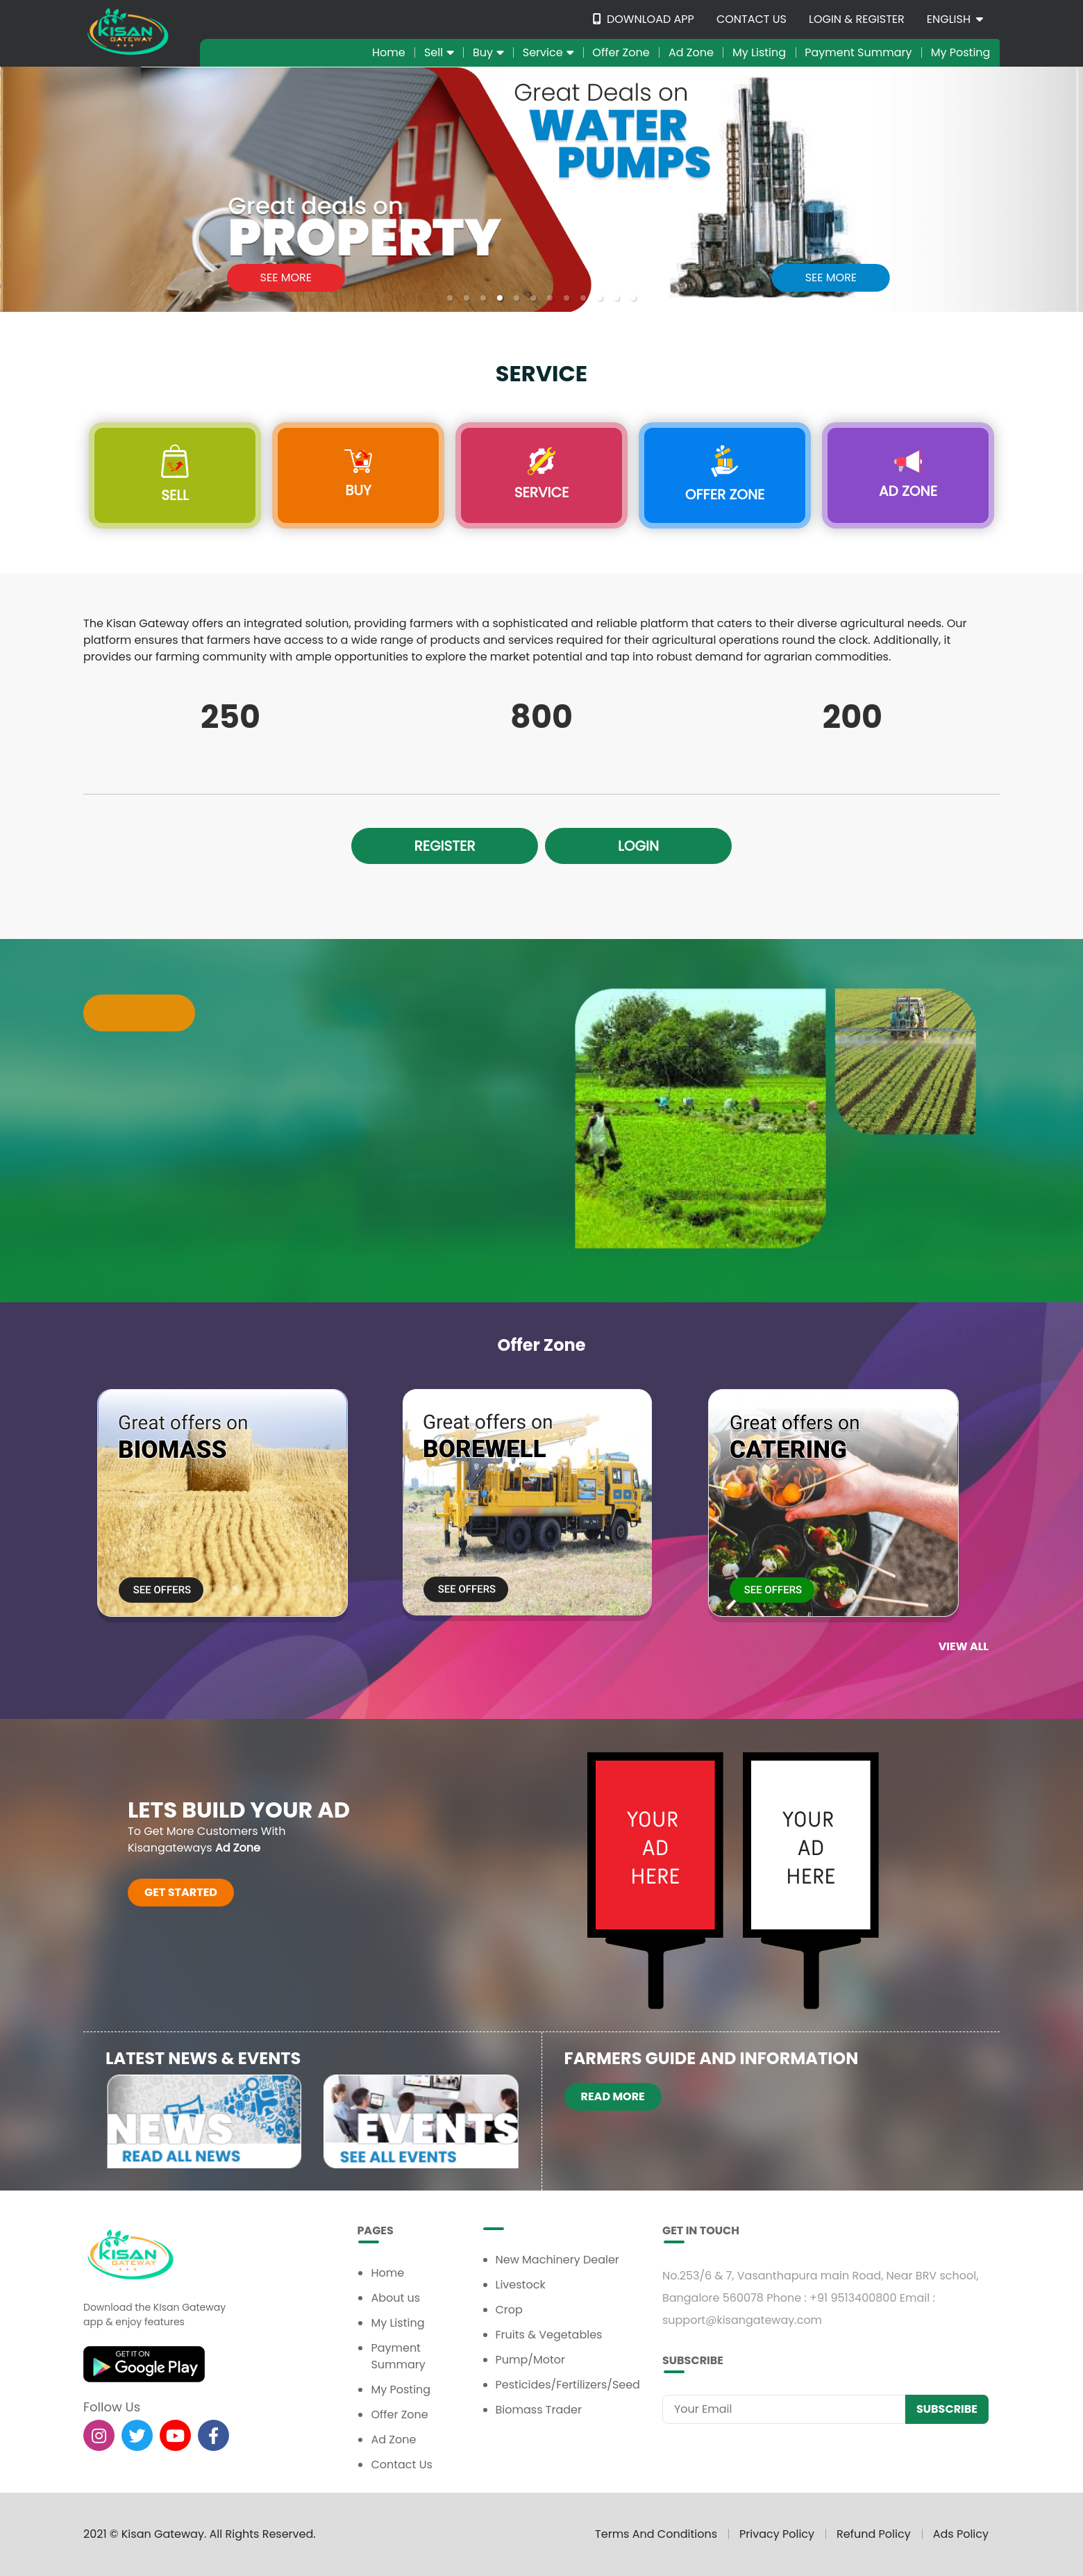 KISAN
GATEWAY
DOWNLOAD APP
CONTACT US
LOGIN & REGISTER
ENGLISH
Home
Sell
Buy
Service
Offer Zone
Ad Zone
My Listing
Payment Summary
My Posting
Great deals on
PROPERTY
SEE MORE
Great Deals on
WATER
PUMPS
SEE MORE
SERVICE
SELL
BUY
SERVICE
OFFER ZONE
AD ZONE
The Kisan Gateway offers an integrated solution, providing farmers with a sophisticated and reliable platform that caters to their diverse agricultural needs. Our
platform ensures that farmers have access to a wide range of products and services required for their agricultural operations round the clock. Additionally, it
provides our farming community with ample opportunities to explore the market potential and tap into robust demand for agrarian commodities.
250
800
200
REGISTER
LOGIN
Offer Zone
Great offers on
BIOMASS
SEE OFFERS
Great offers on
BOREWELL
SEE OFFERS
Great offers on
CATERING
SEE OFFERS
VIEW ALL
LETS BUILD YOUR AD
To Get More Customers With
Kisangateways Ad Zone
GET STARTED
YOUR
AD
HERE
YOUR
AD
HERE
LATEST NEWS & EVENTS
NEWS
READ ALL NEWS
EVENTS
SEE ALL EVENTS
FARMERS GUIDE AND INFORMATION
READ MORE
KISAN
GATEWAY
Download the KIsan Gateway
app & enjoy features
GET IT ON
Google Play
Follow Us
PAGES
Home
About us
My Listing
Payment
Summary
My Posting
Offer Zone
Ad Zone
Contact Us
New Machinery Dealer
Livestock
Crop
Fruits & Vegetables
Pump/Motor
Pesticides/Fertilizers/Seed
Biomass Trader
GET IN TOUCH
No.253/6 & 7, Vasanthapura main Road, Near BRV school,
Bangalore 560078 Phone : +91 9513400800 Email :
support@kisangateway.com
SUBSCRIBE
Your Email
SUBSCRIBE
2021 © Kisan Gateway. All Rights Reserved.
Terms And Conditions
Privacy Policy
Refund Policy
Ads Policy